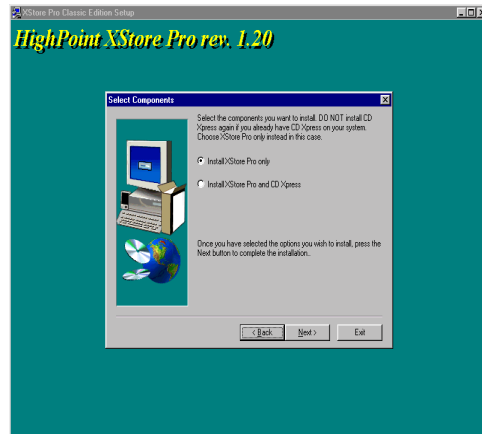 XStore Pro Classic Edition Setup
HighPoint XStore Pro rev. 1.20
Select Components
Select the components you want to install. DO NOT install CD
Xpress again if you already have CD Xpress on your system.
Choose XStore Pro only instead in this case.
Install XStore Pro only
Install XStore Pro and CD Xpress
Once you have selected the options you wish to install, press the
Next button to complete the installation..
< Back
Next >
Exit